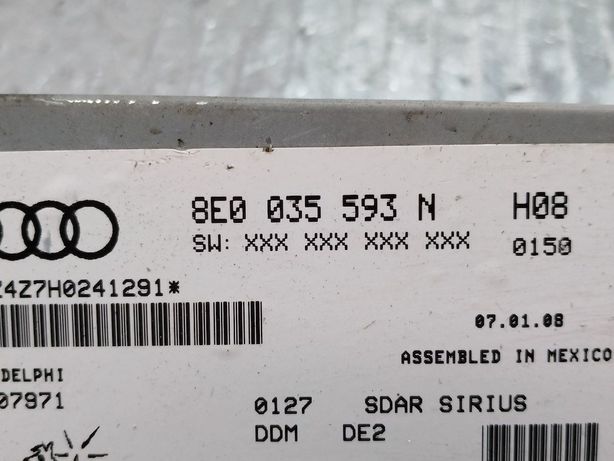 8E0 035 593 N H08
SW: XXX XXX XXX XXX 0150
Z4Z7H0241291*
07.01.08
ASSEMBLED IN MEXICO
DELPHI
07971
0127 SDAR SIRIUS
DDM DE2